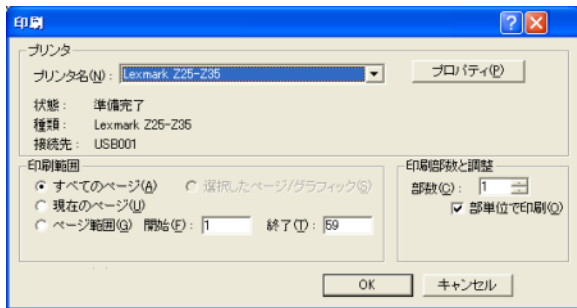 印刷
プリンタ
プリンタ名(N): Lexmark Z25-Z35 プロパティ(P)
状態: 準備完了
種類: Lexmark Z25-Z35
接続先: USB001
印刷範囲
すべてのページ(A) 選択したページ/グラフィック(S)
現在のページ(U)
ページ範囲(G) 開始(F): 1 終了(T): 59
印刷部数と調整
部数(C): 1
部単位で印刷(O)
OK キャンセル